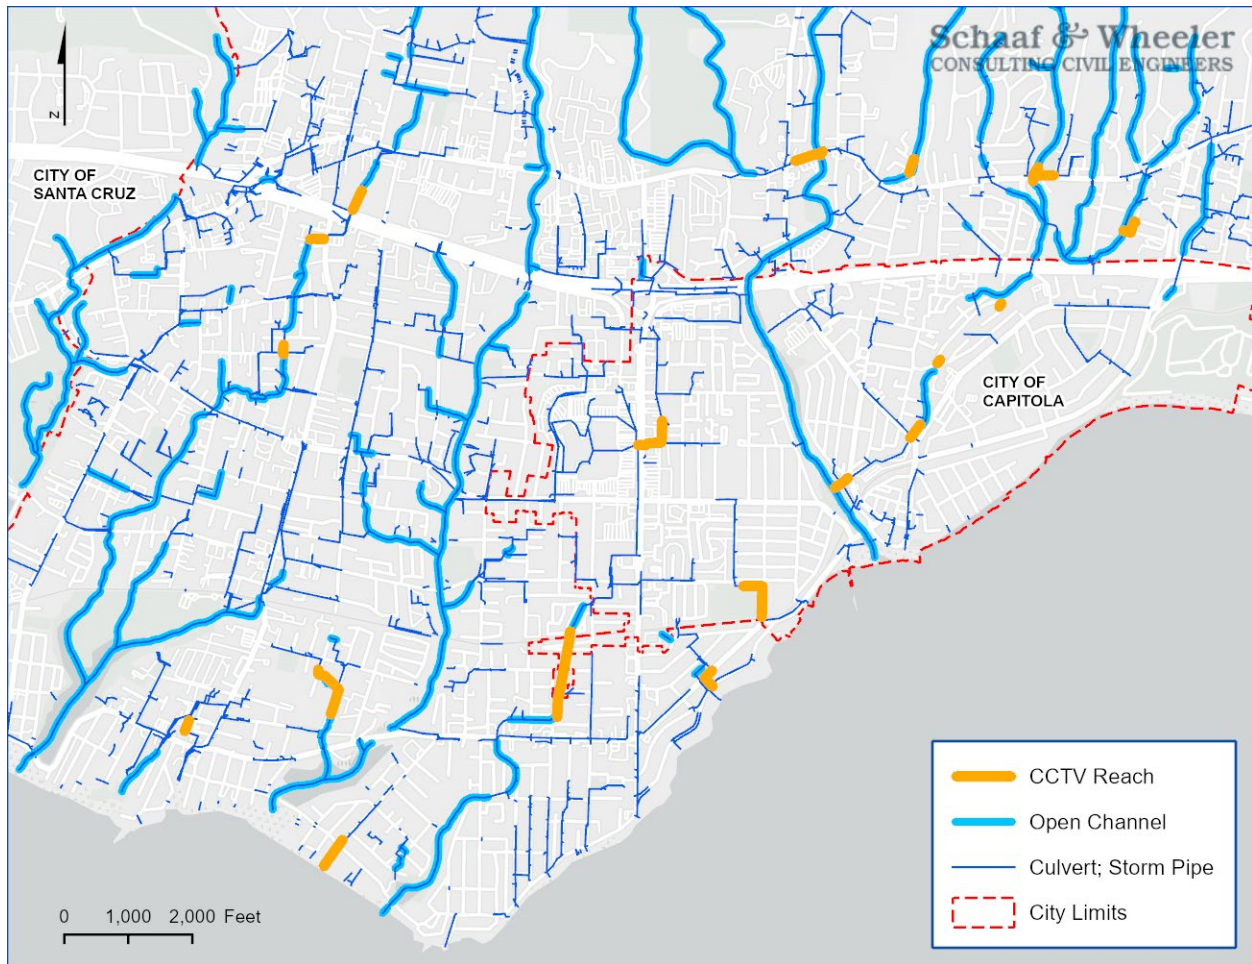 Schaaf & Wheeler
CONSULTING CIVIL ENGINEERS
N
CITY OF
SANTA CRUZ
CITY OF
CAPITOLA
CCTV Reach
Open Channel
Culvert; Storm Pipe
City Limits
0 1,000 2,000 Feet